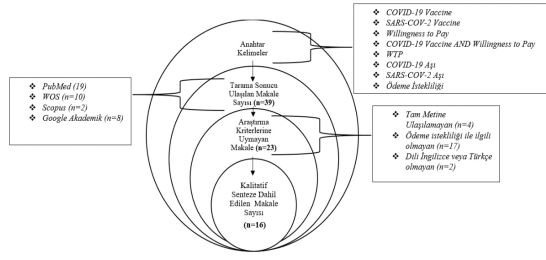 Anahtar
Kelimeler
❖ COVID-19 Vaccine
❖ SARS-COV-2 Vaccine
❖ Willingness to Pay
❖ COVID-19 Vaccine AND Willingness to Pay
❖ WTP
❖ COVID-19 Aşı
❖ SARS-COV-2 Aşı
❖ Ödeme İstekliliği
❖ PubMed (19)
❖ WOS (n=10)
❖ Scopus (n=2)
❖ Google Akademik (n=8)
Tarama Sonucu
Ulaşılan Makale
Sayısı (n=39)
Araştırma
Kriterlerine
Uymayan
Makale (n=23)
❖ Tam Metine
Ulaşılamayan (n=4)
❖ Ödeme istekliliği ile ilgili
olmayan (n=17)
❖ Dili İngilizce veya Türkçe
olmayan (n=2)
Kalitatif
Senteze Dahil
Edilen Makale
Sayısı
(n=16)